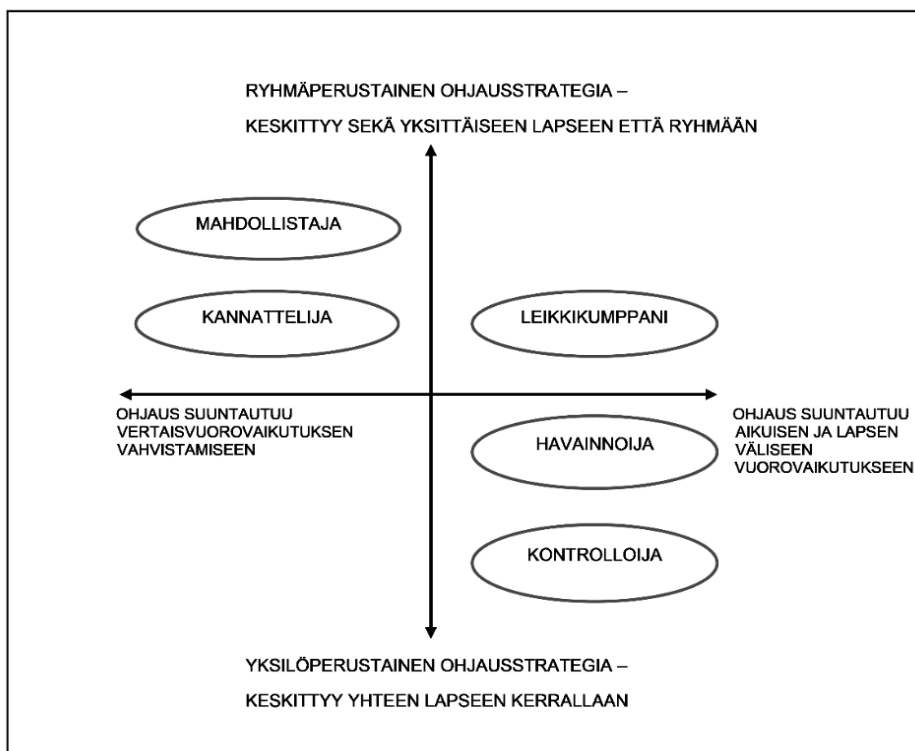 RYHMÄPERUSTAINEN OHJAUSSTRATEGIA –
KESKITTYY SEKÄ YKSITTÄISEEN LAPSEEN ETTÄ RYHMÄÄN
MAHDOLLISTAJA
KANNATTELIJA
LEIKKIKUMPPANI
OHJAUS SUUNTAUTUU
VERTAISVUOROVAIKUTUKSEN
VAHVISTAMISEEN
OHJAUS SUUNTAUTUU
AIKUISEN JA LAPSEN
VÄLISEEN
VUOROVAIKUTUKSEEN
HAVAINNOIJA
KONTROLLOIJA
YKSILÖPERUSTAINEN OHJAUSSTRATEGIA –
KESKITTYY YHTEEN LAPSEEN KERRALLAAN